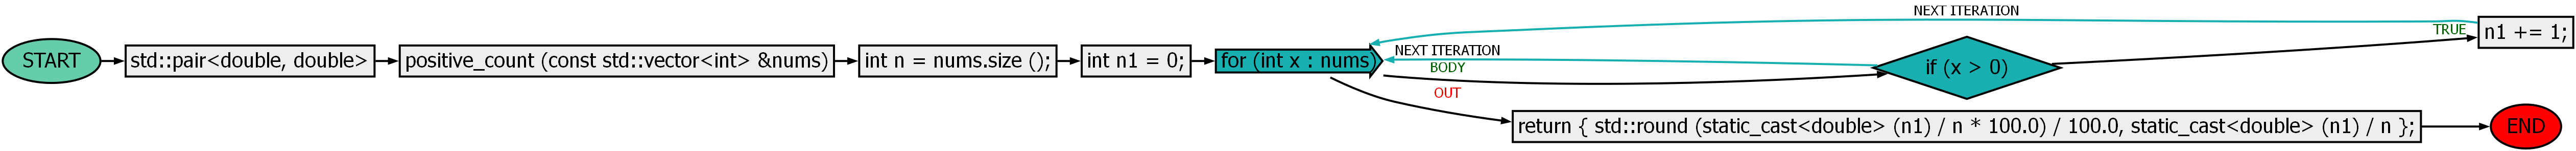 START
std::pair<double, double>
positive_count (const std::vector<int> &nums)
int n = nums.size ();
int n1 = 0;
for (int x : nums)
NEXT ITERATION
NEXT ITERATION
BODY
OUT
if (x > 0)
TRUE
n1 += 1;
return { std::round (static_cast<double> (n1) / n * 100.0) / 100.0, static_cast<double> (n1) / n };
END